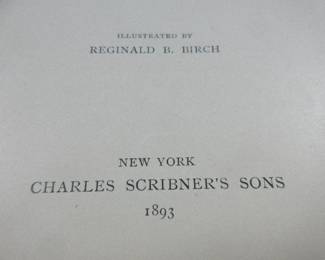 ILLUSTRATED BY
REGINALD B. BIRCH
NEW YORK
CHARLES SCRIBNER'S SONS
1893